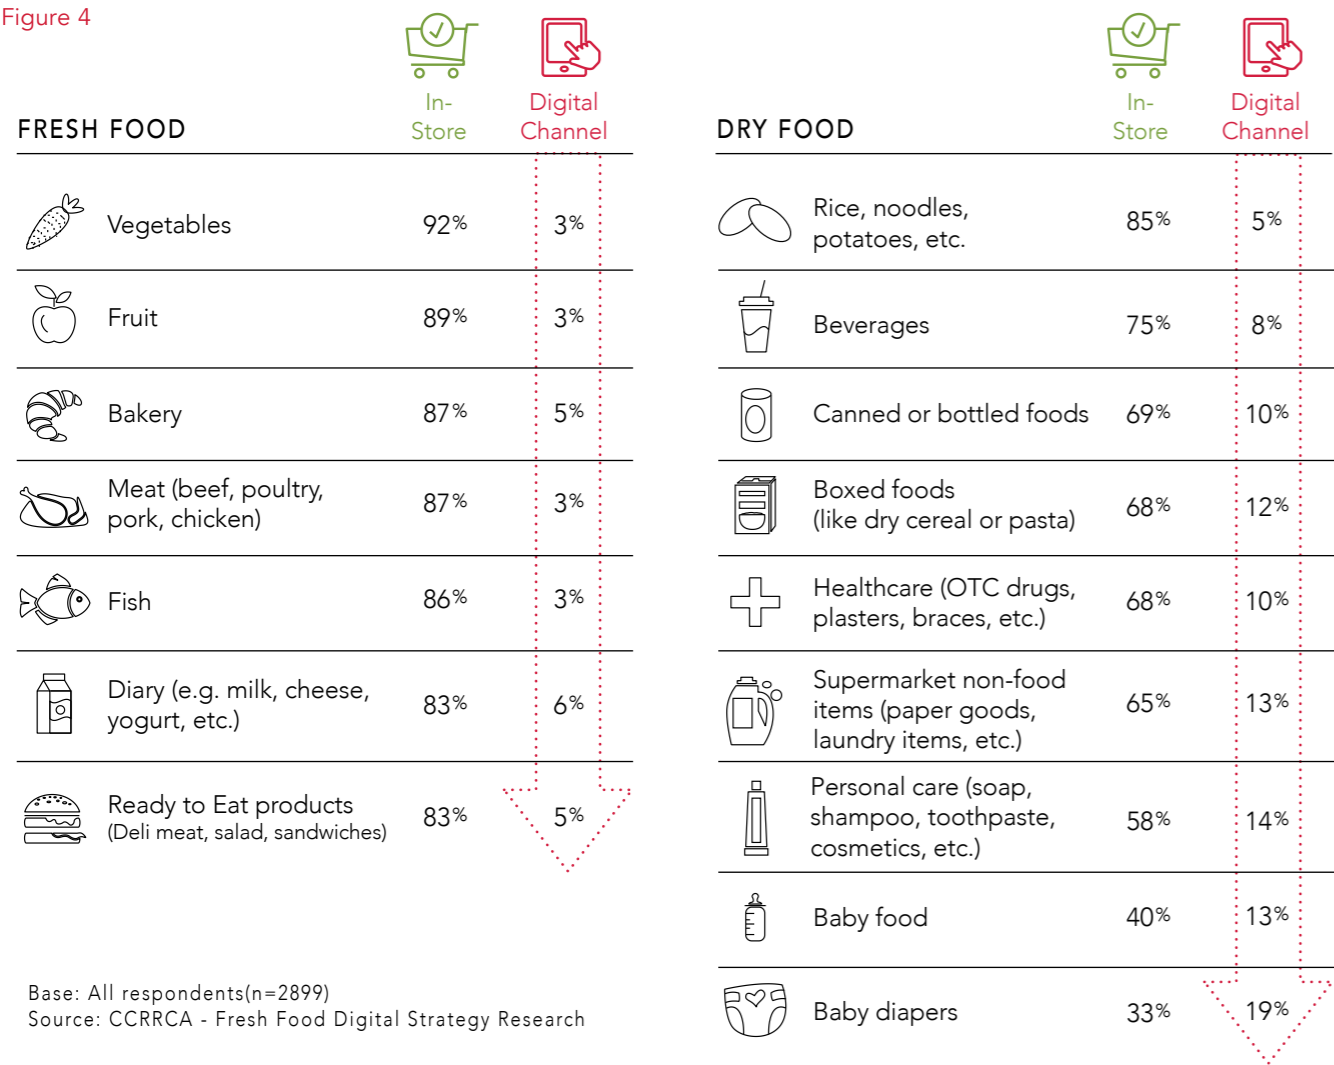 Figure 4
In-
Store
Digital
Channel
FRESH FOOD
Vegetables 92% 3%
Fruit 89% 3%
Bakery 87% 5%
Meat (beef, poultry,
pork, chicken) 87% 3%
Fish 86% 3%
Diary (e.g. milk, cheese,
yogurt, etc.) 83% 6%
Ready to Eat products
(Deli meat, salad, sandwiches) 83% 5%
Base: All respondents(n=2899)
Source: CCRRCA - Fresh Food Digital Strategy Research
In-
Store
Digital
Channel
DRY FOOD
Rice, noodles,
potatoes, etc. 85% 5%
Beverages 75% 8%
Canned or bottled foods 69% 10%
Boxed foods
(like dry cereal or pasta) 68% 12%
Healthcare (OTC drugs,
plasters, braces, etc.) 68% 10%
Supermarket non-food
items (paper goods, 65% 13%
laundry items, etc.)
Personal care (soap,
shampoo, toothpaste, 58% 14%
cosmetics, etc.)
Baby food 40% 13%
Baby diapers 33% 19%